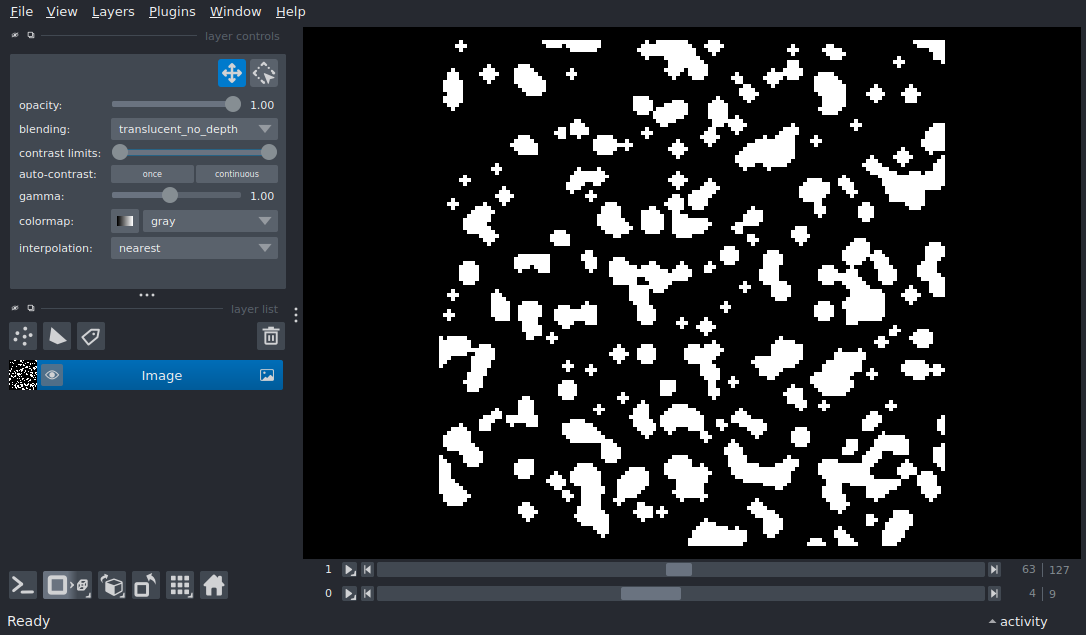 File View Layers Plugins Window Help
layer controls
opacity: 1.00
blending: translucent_no_depth
contrast limits:
auto-contrast: once continuous
gamma: 1.00
colormap: gray
interpolation: nearest
layer list
Image
1 63 127
0 4 9
Ready activity